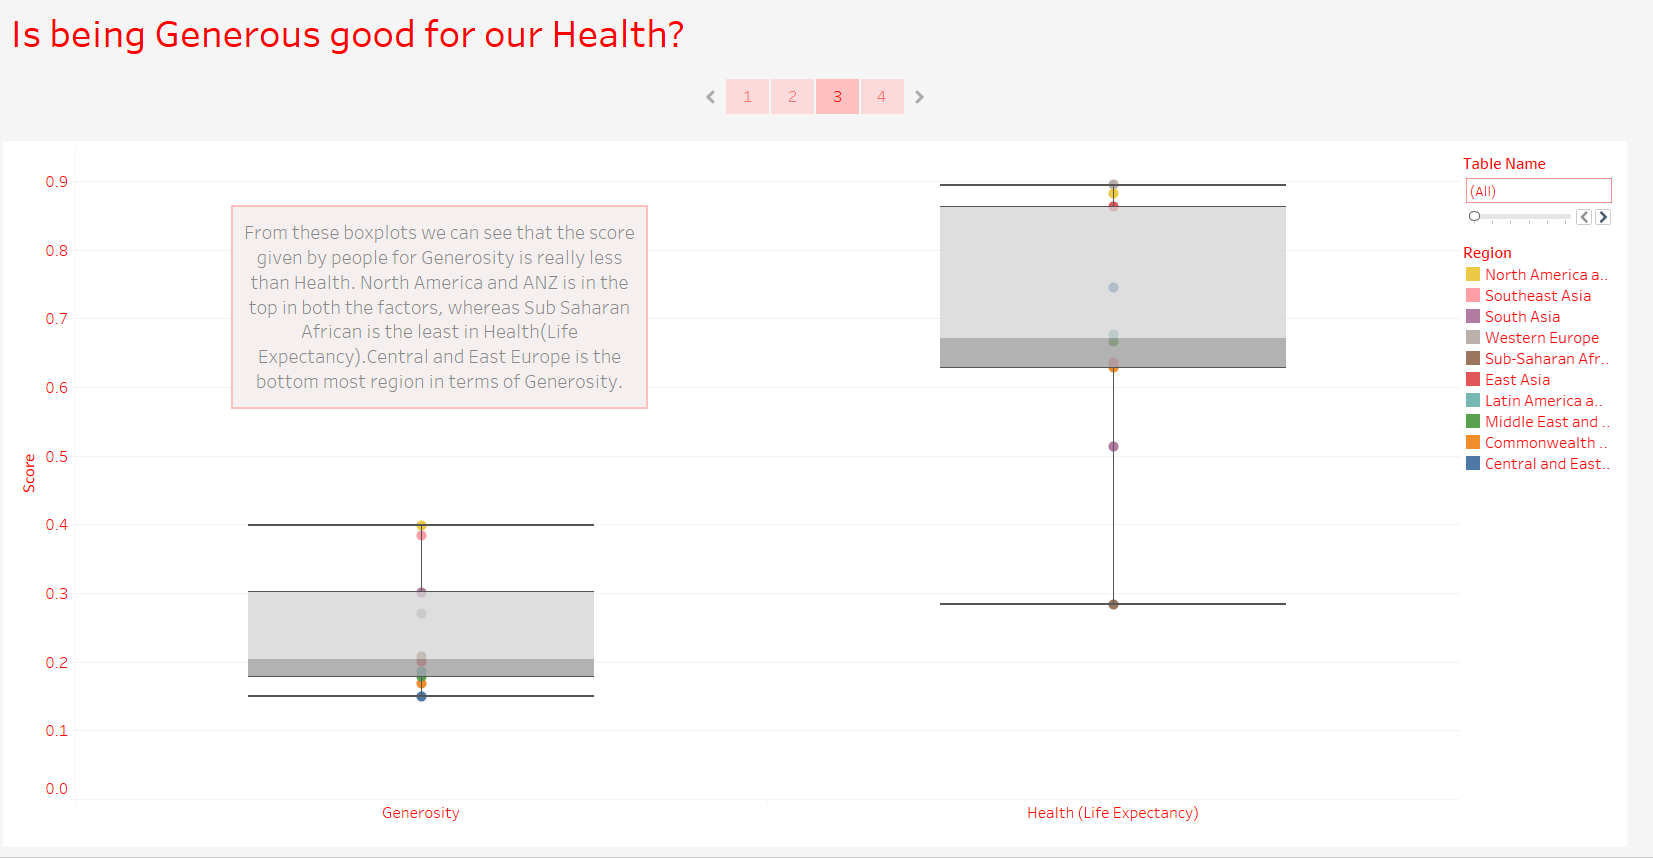 Is being Generous good for our Health?
1 2 3 4
Table Name
(All)
Region
North America a..
Southeast Asia
South Asia
Western Europe
Sub-Saharan Afr..
East Asia
Latin America a..
Middle East and ..
Commonwealth ..
Central and East..
From these boxplots we can see that the score
given by people for Generosity is really less
than Health. North America and ANZ is in the
top in both the factors, whereas Sub Saharan
African is the least in Health(Life
Expectancy).Central and East Europe is the
bottom most region in terms of Generosity.
Score
0.9
0.8
0.7
0.6
0.5
0.4
0.3
0.2
0.1
0.0
Generosity
Health (Life Expectancy)